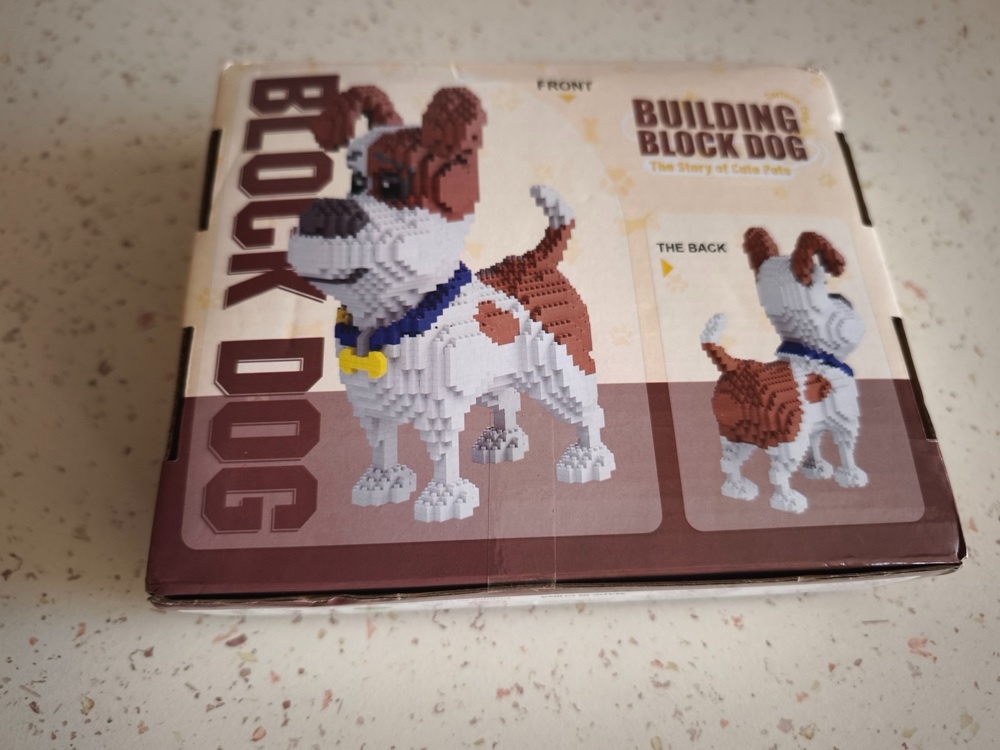 BLOCK DOG
FRONT
BUILDING
BLOCK DOG
The Story of Cute Pets
THE BACK